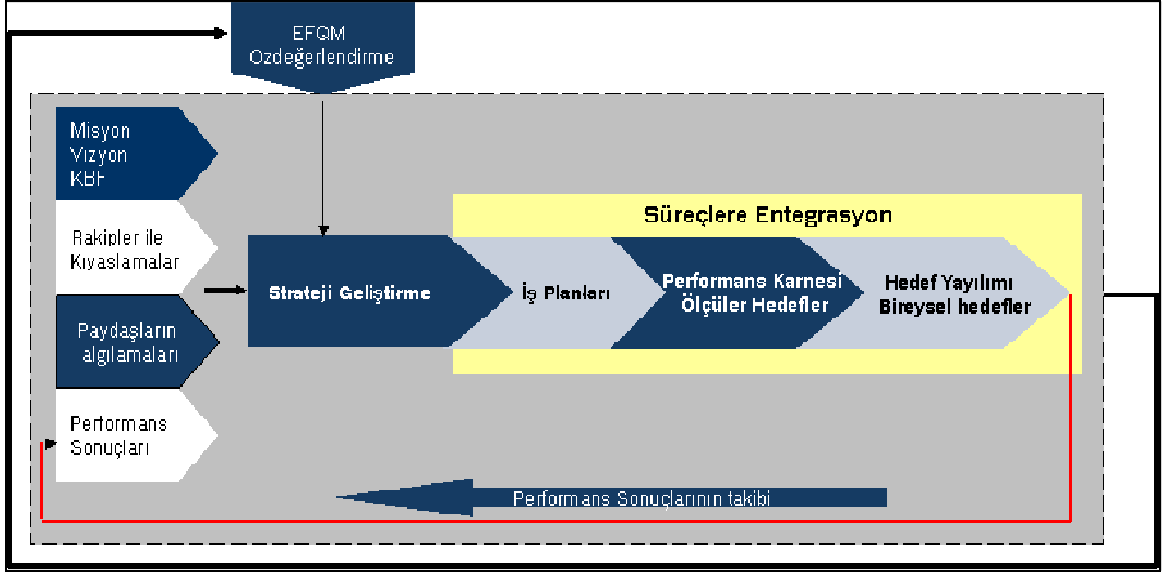 EFQM
Özdeğerlendirme
Misyon
Vizyon
KBF
Rakipler ile
Kıyaslamalar
Paydaşların
algılamaları
Performans
Sonuçları
Süreçlere Entegrasyon
Strateji Geliştirme
İş Planları
Performans Karnesi
Ölçüler Hedefler
Hedef Yayılımı
Bireysel hedefler
Performans Sonuçlarının takibi